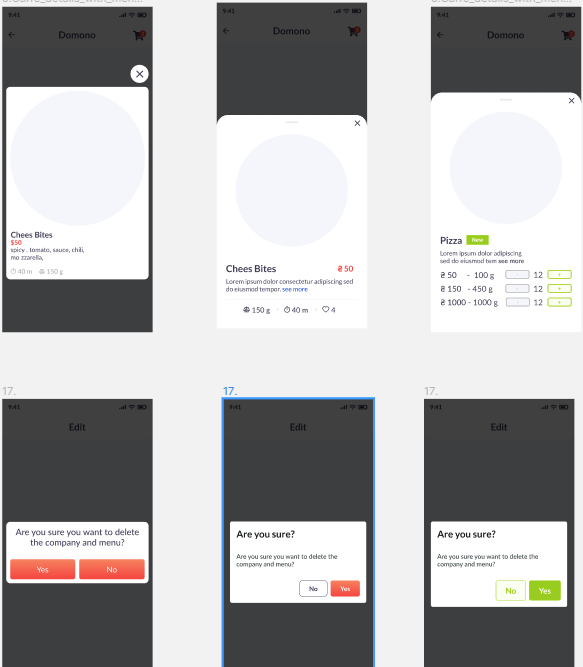 9:41
Domono
Chees Bites
$50
spicy . tomato, sauce, chili,
mo zzarella,
40 m 150 g
9:41
Domono
Chees Bites ₴ 50
Lorem ipsum dolor consectetur adipiscing sed
do eiusmod tempor. see more
150 g · 40 m · 4
9:41
Domono
Pizza New
Lorem ipsum dolor adipiscing
sed do eiusmod tem see more
₴ 50 - 100 g - 12 +
₴ 150 - 450 g - 12 +
₴ 1000 - 1000 g - 12 +
17.
9:41
Edit
Are you sure you want to delete
the company and menu?
Yes No
17.
9:41
Edit
Are you sure?
Are you sure you want to delete the
company and menu?
No Yes
17.
9:41
Edit
Are you sure?
Are you sure you want to delete the
company and menu?
No Yes